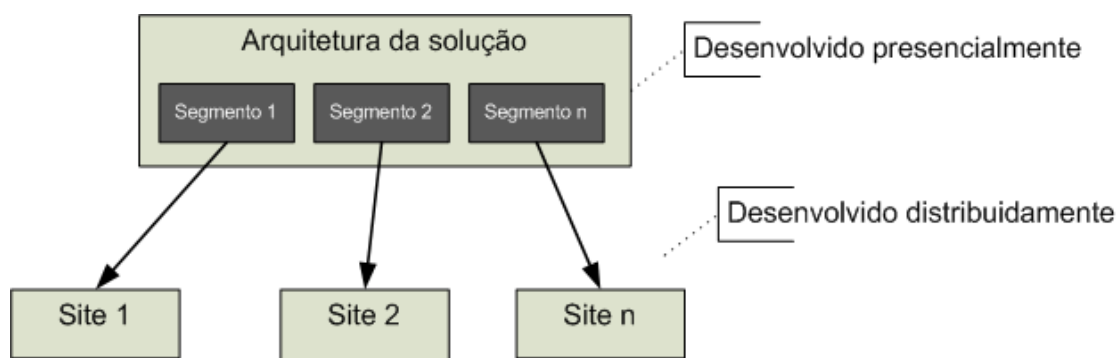 Arquitetura da solução
Desenvolvido presencialmente
Segmento 1
Segmento 2
Segmento n
Desenvolvido distribuidamente
Site 1
Site 2
Site n